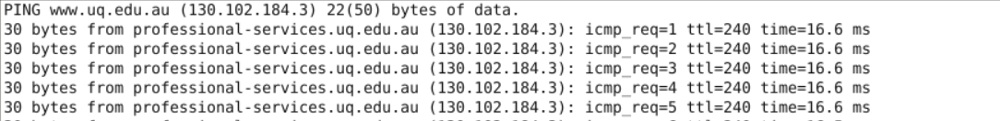 PING www.uq.edu.au (130.102.184.3) 22(50) bytes of data.
30 bytes from professional-services.uq.edu.au (130.102.184.3): icmp_req=1 ttl=240 time=16.6 ms
30 bytes from professional-services.uq.edu.au (130.102.184.3): icmp_req=2 ttl=240 time=16.6 ms
30 bytes from professional-services.uq.edu.au (130.102.184.3): icmp_req=3 ttl=240 time=16.6 ms
30 bytes from professional-services.uq.edu.au (130.102.184.3): icmp_req=4 ttl=240 time=16.6 ms
30 bytes from professional-services.uq.edu.au (130.102.184.3): icmp_req=5 ttl=240 time=16.6 ms